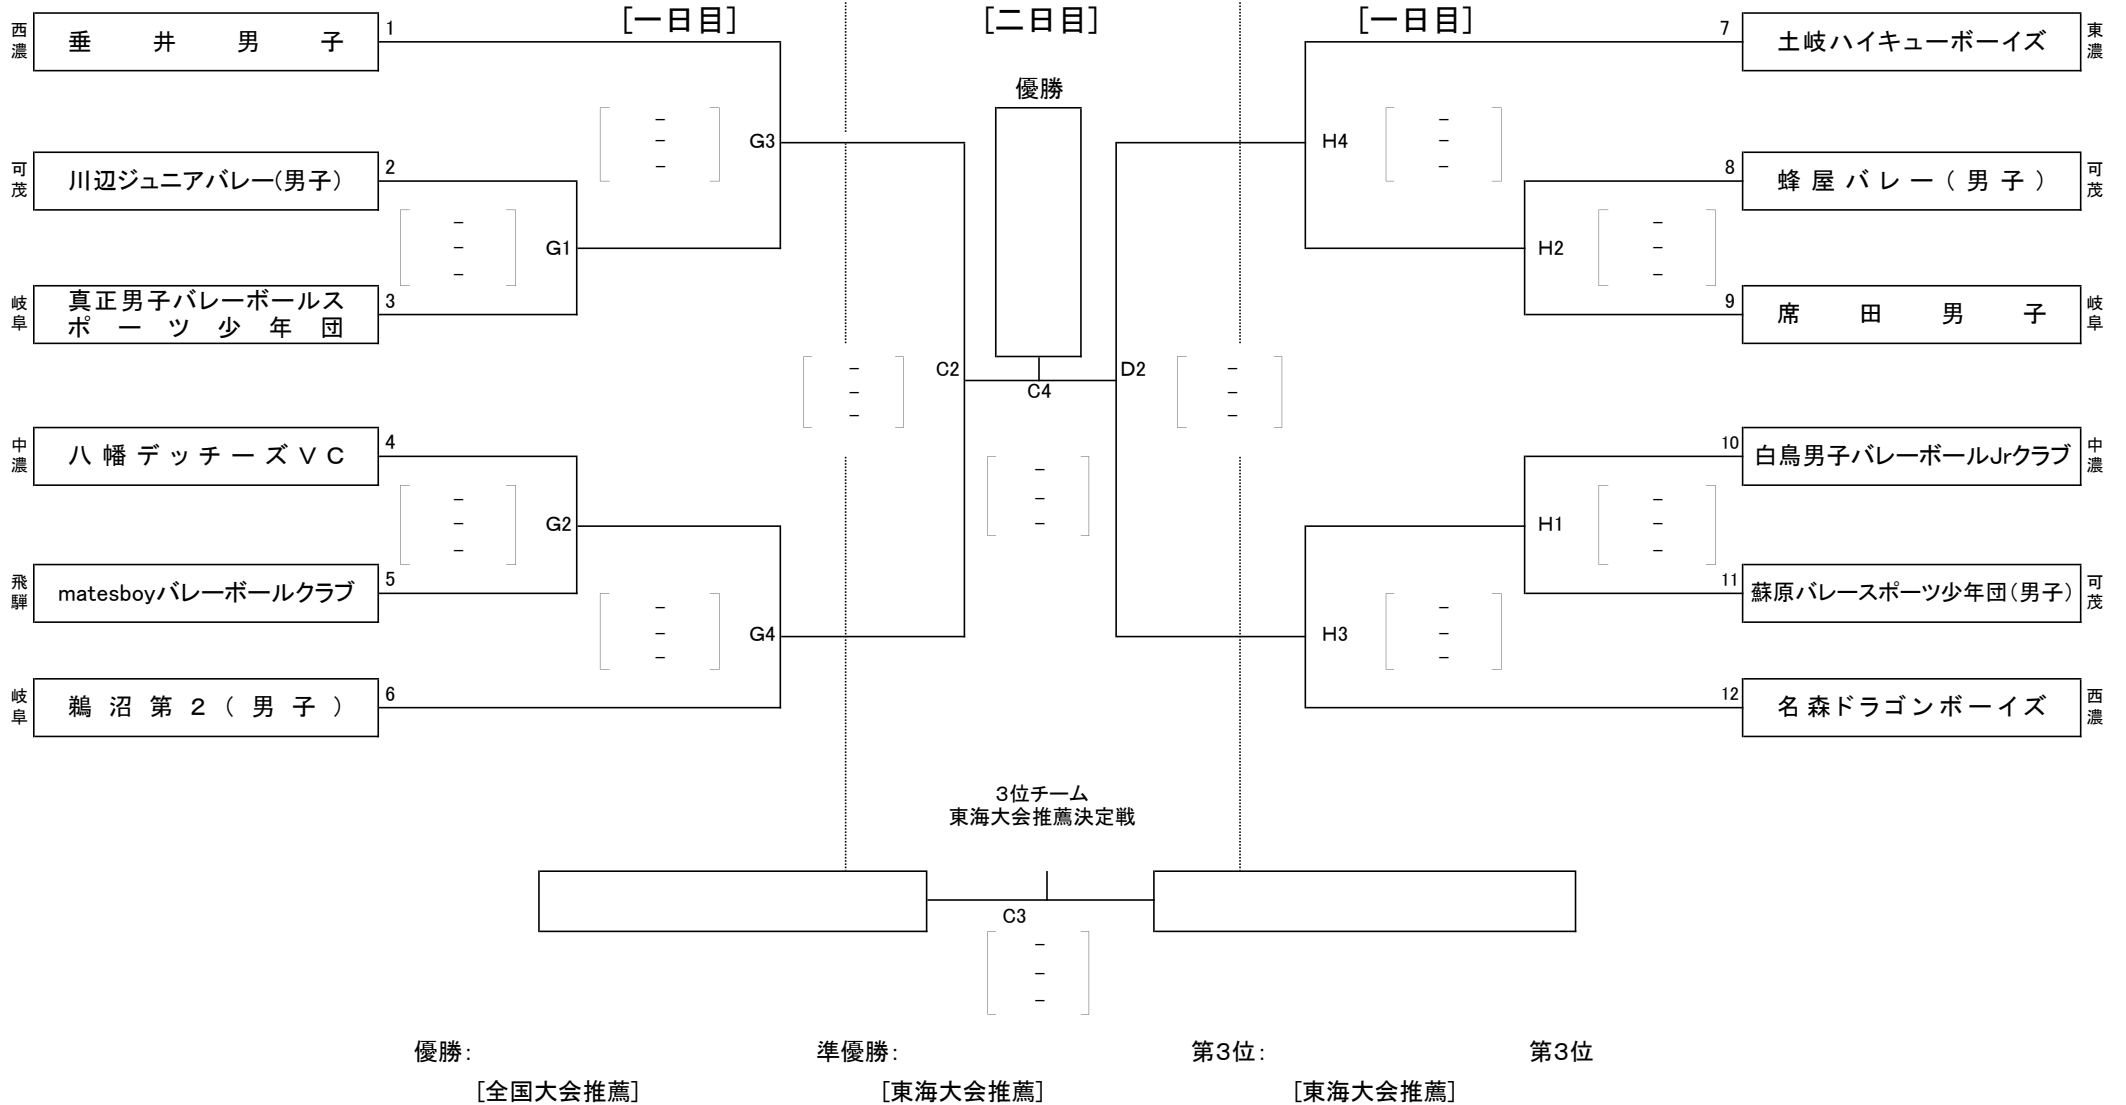 [一日目]
[二日目]
[一日目]
西濃
垂井男子
1
7
土岐ハイキューボーイズ
東濃
優勝
-
-
-
G3
H4
-
-
-
可茂
川辺ジュニアバレー(男子)
2
8
蜂屋バレー(男子)
可茂
-
-
-
G1
H2
-
-
-
岐阜
真正男子バレーボールス
ポーツ少年団
3
9
席田男子
岐阜
-
-
-
C2
C4
D2
-
-
-
中濃
八幡デッチーズVC
4
10
白鳥男子バレーボールJrクラブ
中濃
-
-
-
-
-
-
G2
H1
-
-
-
飛騨
matesboyバレーボールクラブ
5
11
蘇原バレースポーツ少年団(男子)
可茂
-
-
-
G4
H3
-
-
-
岐阜
鵜沼第2(男子)
6
12
名森ドラゴンボーイズ
西濃
3位チーム
東海大会推薦決定戦
C3
-
-
-
優勝:
準優勝:
第3位:
第3位
[全国大会推薦]
[東海大会推薦]
[東海大会推薦]